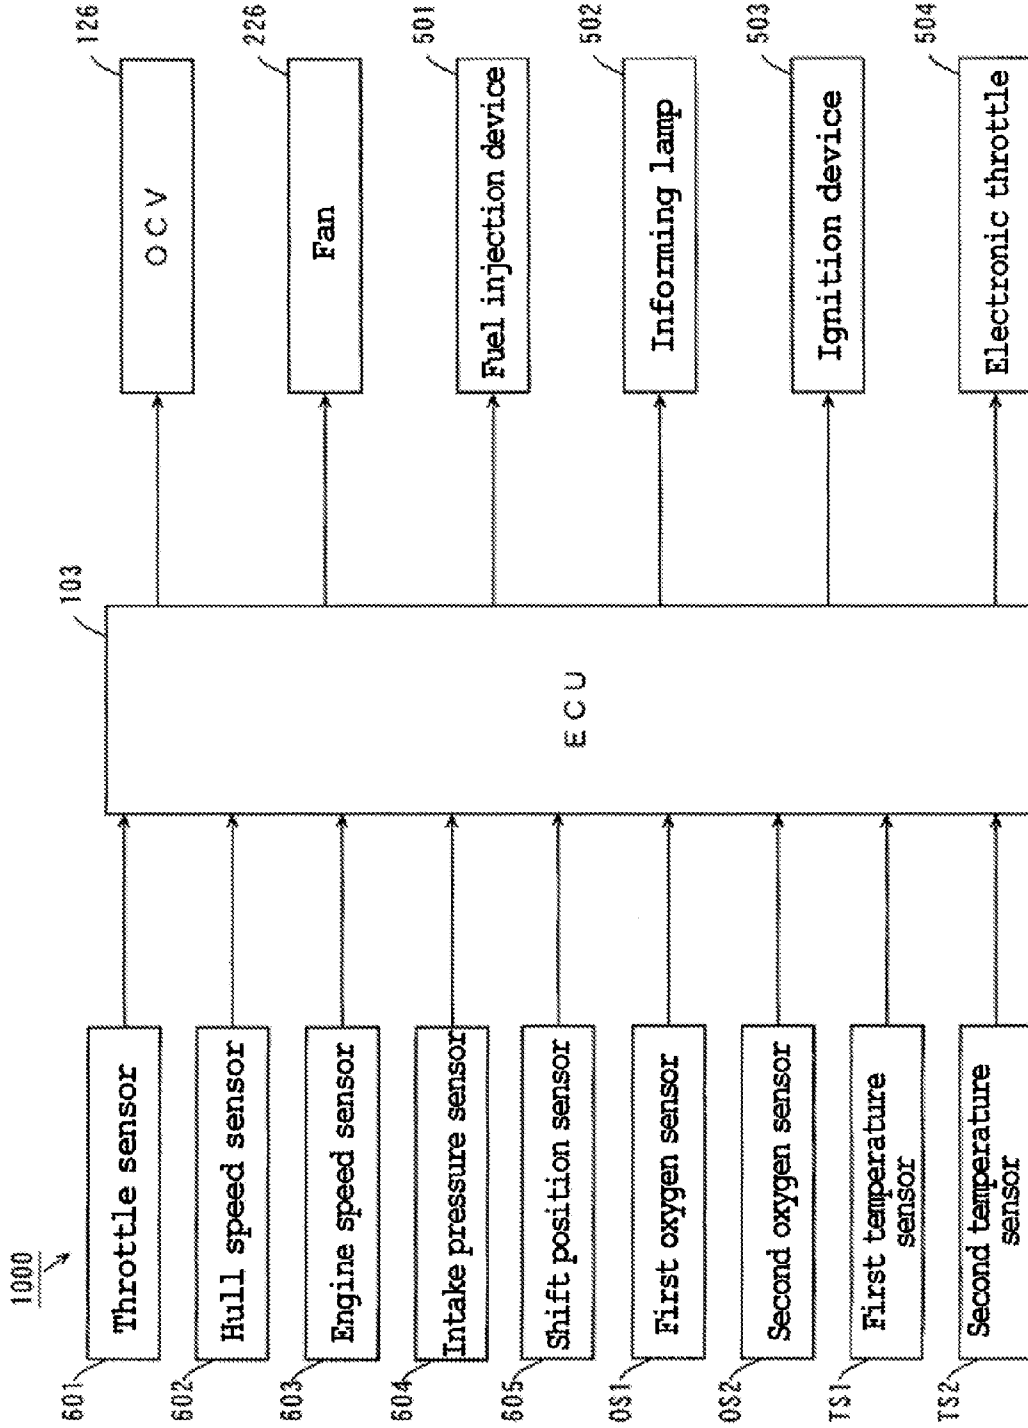 1000
601
Throttle sensor
602
Hull speed sensor
603
Engine speed sensor
604
Intake pressure sensor
605
Shift position sensor
OS1
First oxygen sensor
OS2
Second oxygen sensor
TS1
First temperature
sensor
TS2
Second temperature
sensor
103
ECU
126
OCV
226
Fan
501
Fuel injection device
502
Informing lamp
503
Ignition device
504
Electronic throttle